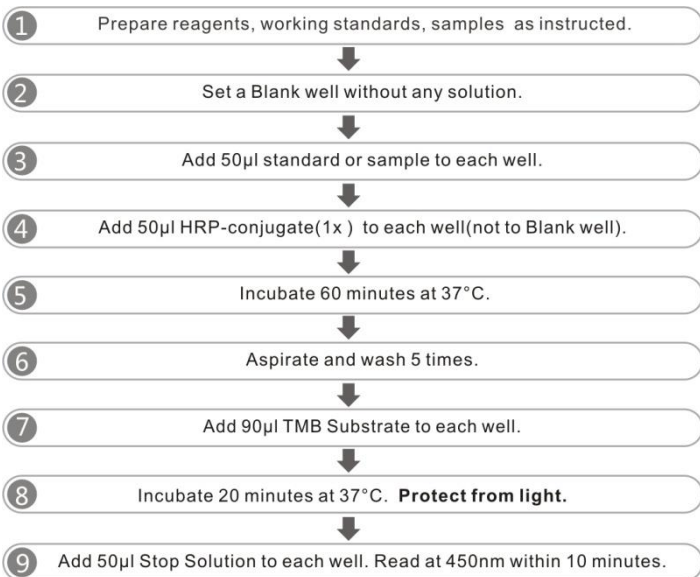 1 Prepare reagents, working standards, samples as instructed.
2 Set a Blank well without any solution.
3 Add 50μl standard or sample to each well.
4 Add 50μl HRP-conjugate(1x ) to each well(not to Blank well).
5 Incubate 60 minutes at 37°C.
6 Aspirate and wash 5 times.
7 Add 90μl TMB Substrate to each well.
8 Incubate 20 minutes at 37°C. Protect from light.
9 Add 50μl Stop Solution to each well. Read at 450nm within 10 minutes.